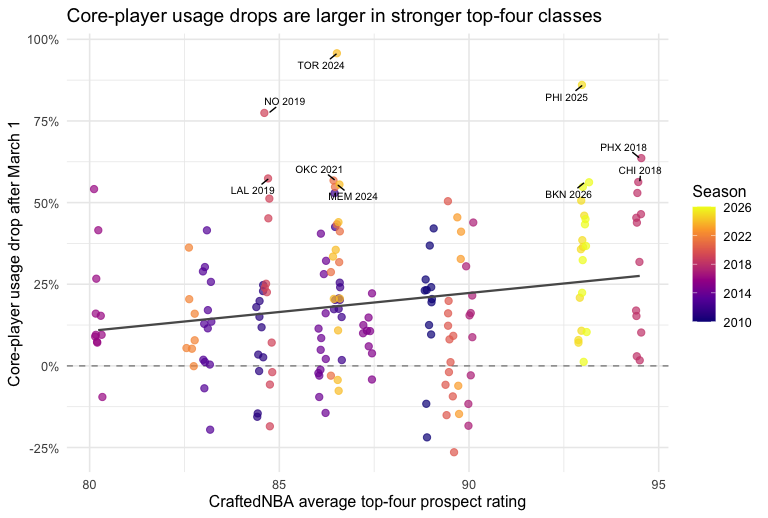 Core-player usage drops are larger in stronger top-four classes
100%
75%
50%
25%
0%
-25%
Core-player usage drop after March 1
TOR 2024
NO 2019
PHI 2025
PHX 2018
OKC 2021
CHI 2018
LAL 2019
MEM 2024
BKN 2026
80
85
90
95
CraftedNBA average top-four prospect rating
Season
2026
2022
2018
2014
2010